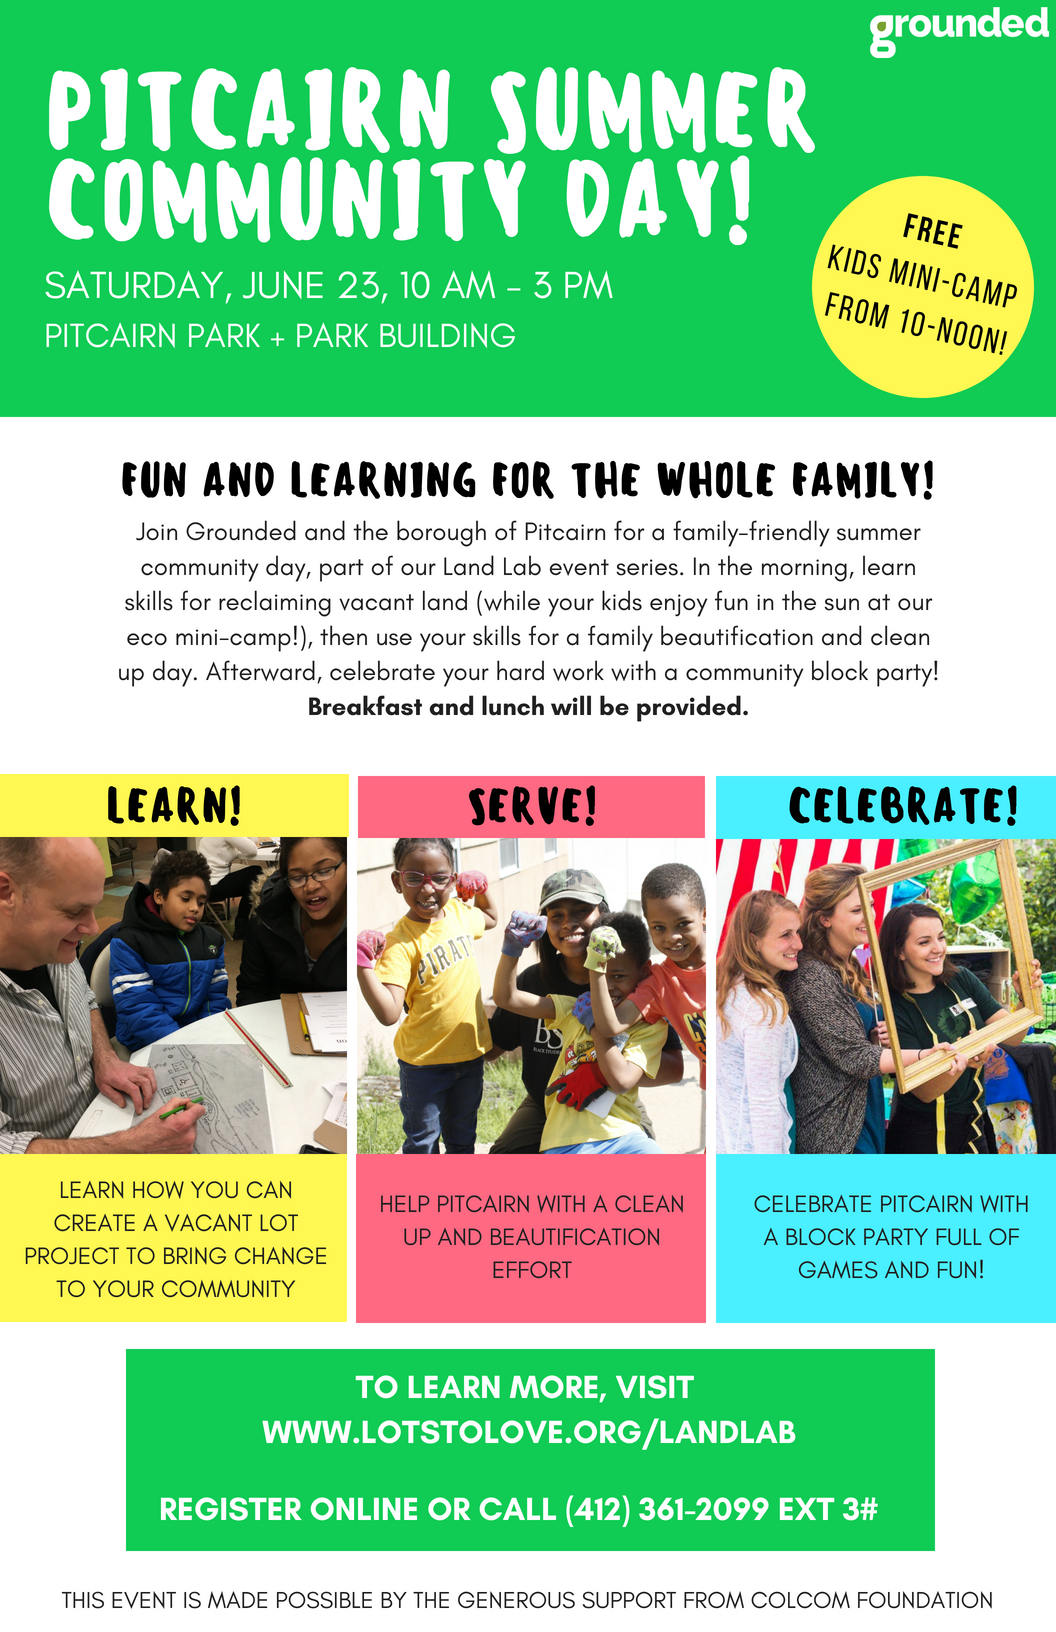 grounded
PITCAIRN SUMMER
COMMUNITY DAY!
SATURDAY, JUNE 23, 10 AM - 3 PM
PITCAIRN PARK + PARK BUILDING
FREE
KIDS MINI-CAMP
FROM 10-NOON!
FUN AND LEARNING FOR THE WHOLE FAMILY!
Join Grounded and the borough of Pitcairn for a family-friendly summer
community day, part of our Land Lab event series. In the morning, learn
skills for reclaiming vacant land (while your kids enjoy fun in the sun at our
eco mini-camp!), then use your skills for a family beautification and clean
up day. Afterward, celebrate your hard work with a community block party!
Breakfast and lunch will be provided.
LEARN!
SERVE!
CELEBRATE!
PIRAT
BS
LEARN HOW YOU CAN
CREATE A VACANT LOT
PROJECT TO BRING CHANGE
TO YOUR COMMUNITY
HELP PITCAIRN WITH A CLEAN
UP AND BEAUTIFICATION
EFFORT
CELEBRATE PITCAIRN WITH
A BLOCK PARTY FULL OF
GAMES AND FUN!
TO LEARN MORE, VISIT
WWW.LOTSTOLOVE.ORG/LANDLAB
REGISTER ONLINE OR CALL (412) 361-2099 EXT 3#
THIS EVENT IS MADE POSSIBLE BY THE GENEROUS SUPPORT FROM COLCOM FOUNDATION